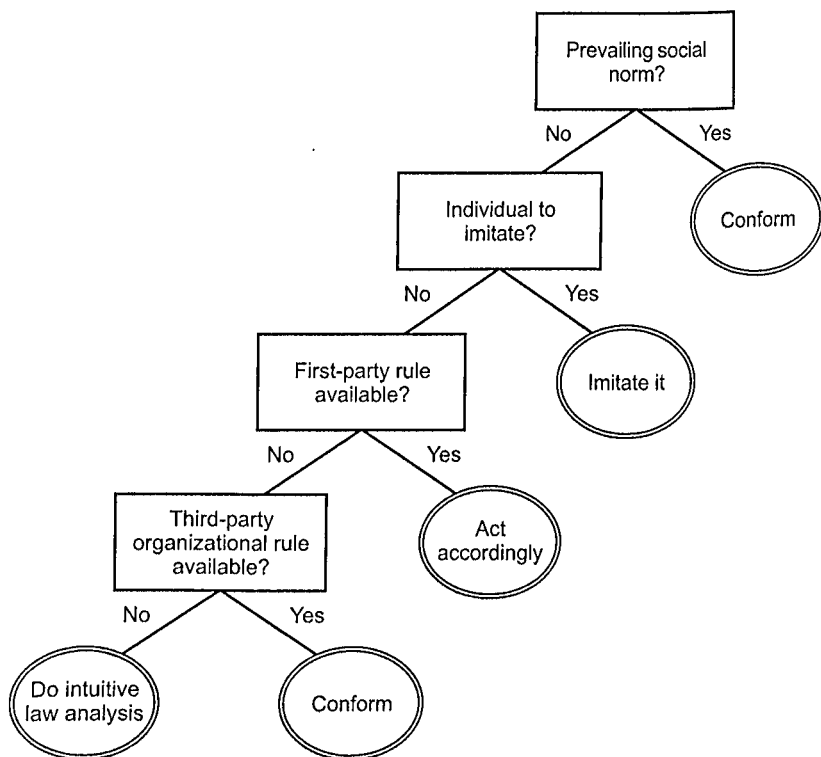 Prevailing social
norm?
No
Yes
Individual to
imitate?
Conform
No
Yes
First-party rule
available?
Imitate it
No
Yes
Third-party
organizational rule
available?
Act
accordingly
No
Yes
Do intuitive
law analysis
Conform